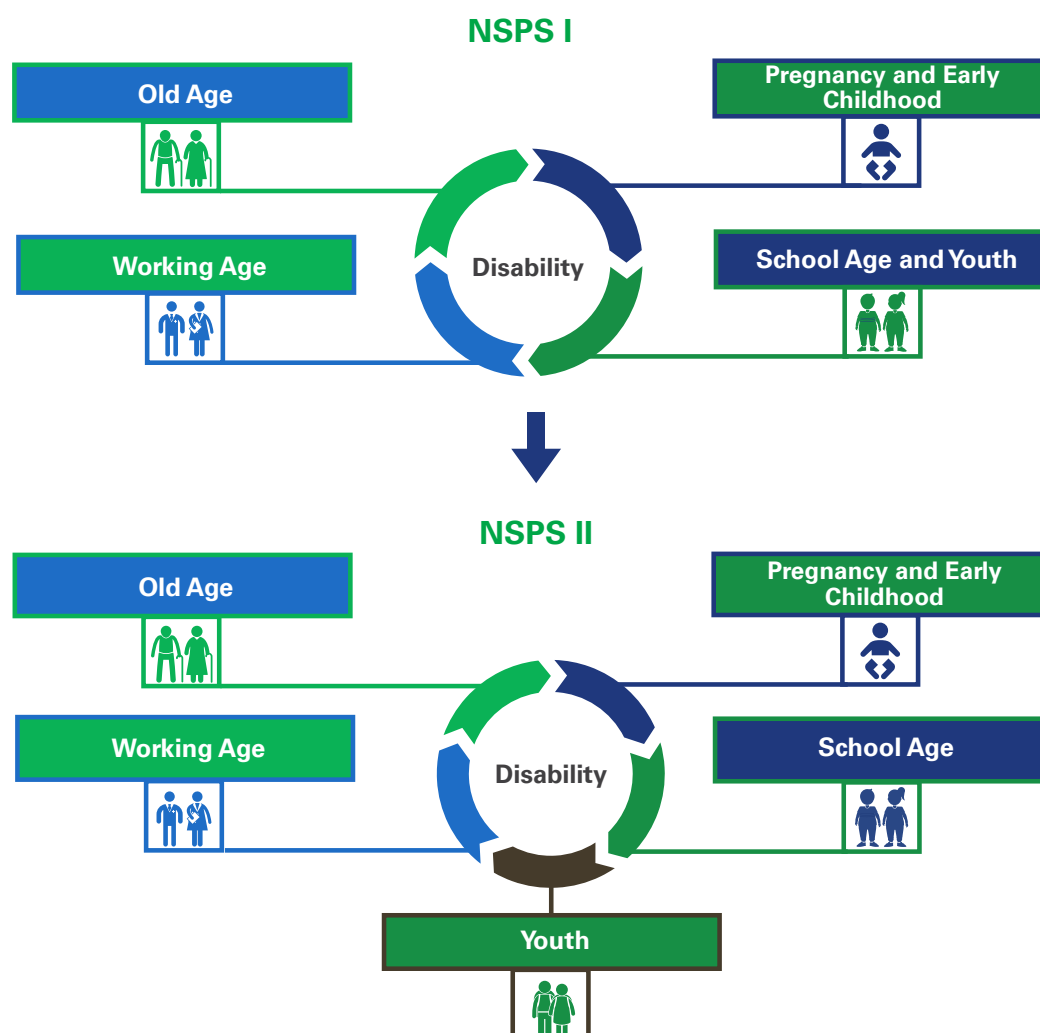 NSPS I
Old Age
Pregnancy and Early
Childhood
Working Age
Disability
School Age and Youth
NSPS II
Old Age
Pregnancy and Early
Childhood
Working Age
Disability
School Age
Youth